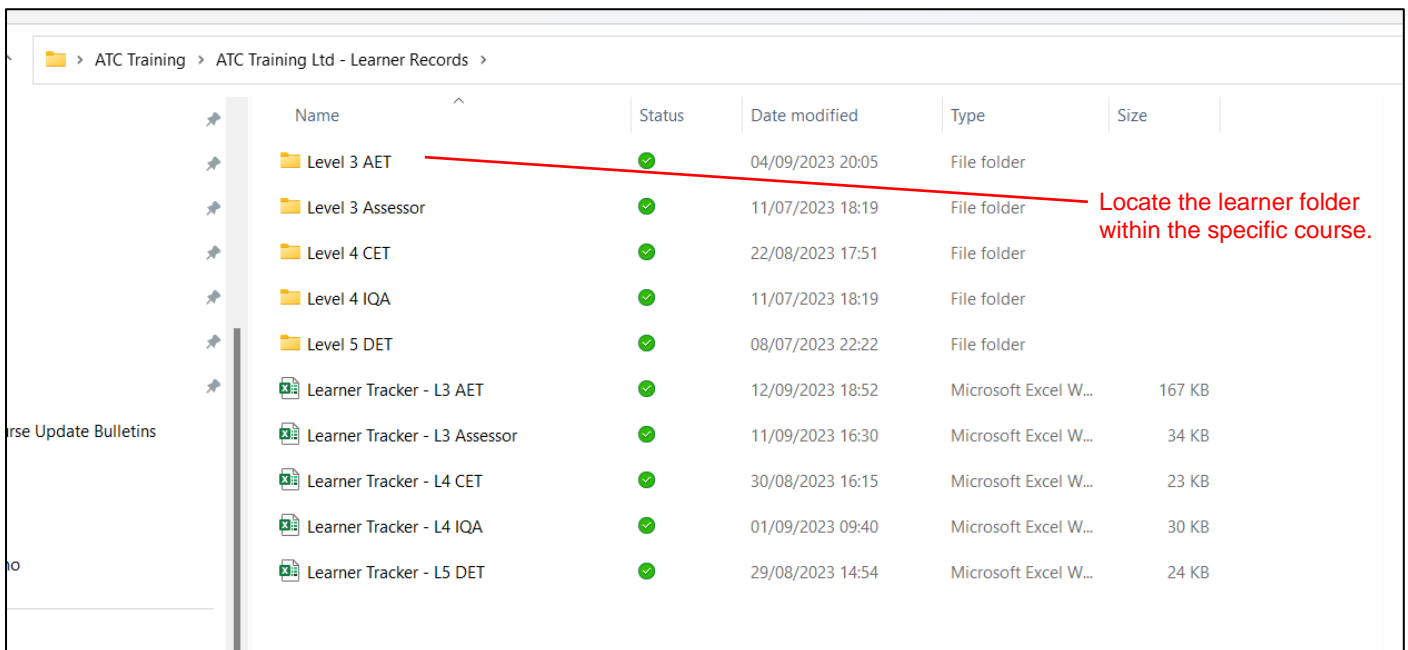 ATC Training > ATC Training Ltd - Learner Records >
Name Status Date modified Type Size
Level 3 AET 04/09/2023 20:05 File folder
Level 3 Assessor 11/07/2023 18:19 File folder
Locate the learner folder
within the specific course.
Level 4 CET 22/08/2023 17:51 File folder
Level 4 IQA 11/07/2023 18:19 File folder
Level 5 DET 08/07/2023 22:22 File folder
Learner Tracker - L3 AET 12/09/2023 18:52 Microsoft Excel W... 167 KB
urse Update Bulletins
Learner Tracker - L3 Assessor 11/09/2023 16:30 Microsoft Excel W... 34 KB
Learner Tracker - L4 CET 30/08/2023 16:15 Microsoft Excel W... 23 KB
Learner Tracker - L4 IQA 01/09/2023 09:40 Microsoft Excel W... 30 KB
Learner Tracker - L5 DET 29/08/2023 14:54 Microsoft Excel W... 24 KB